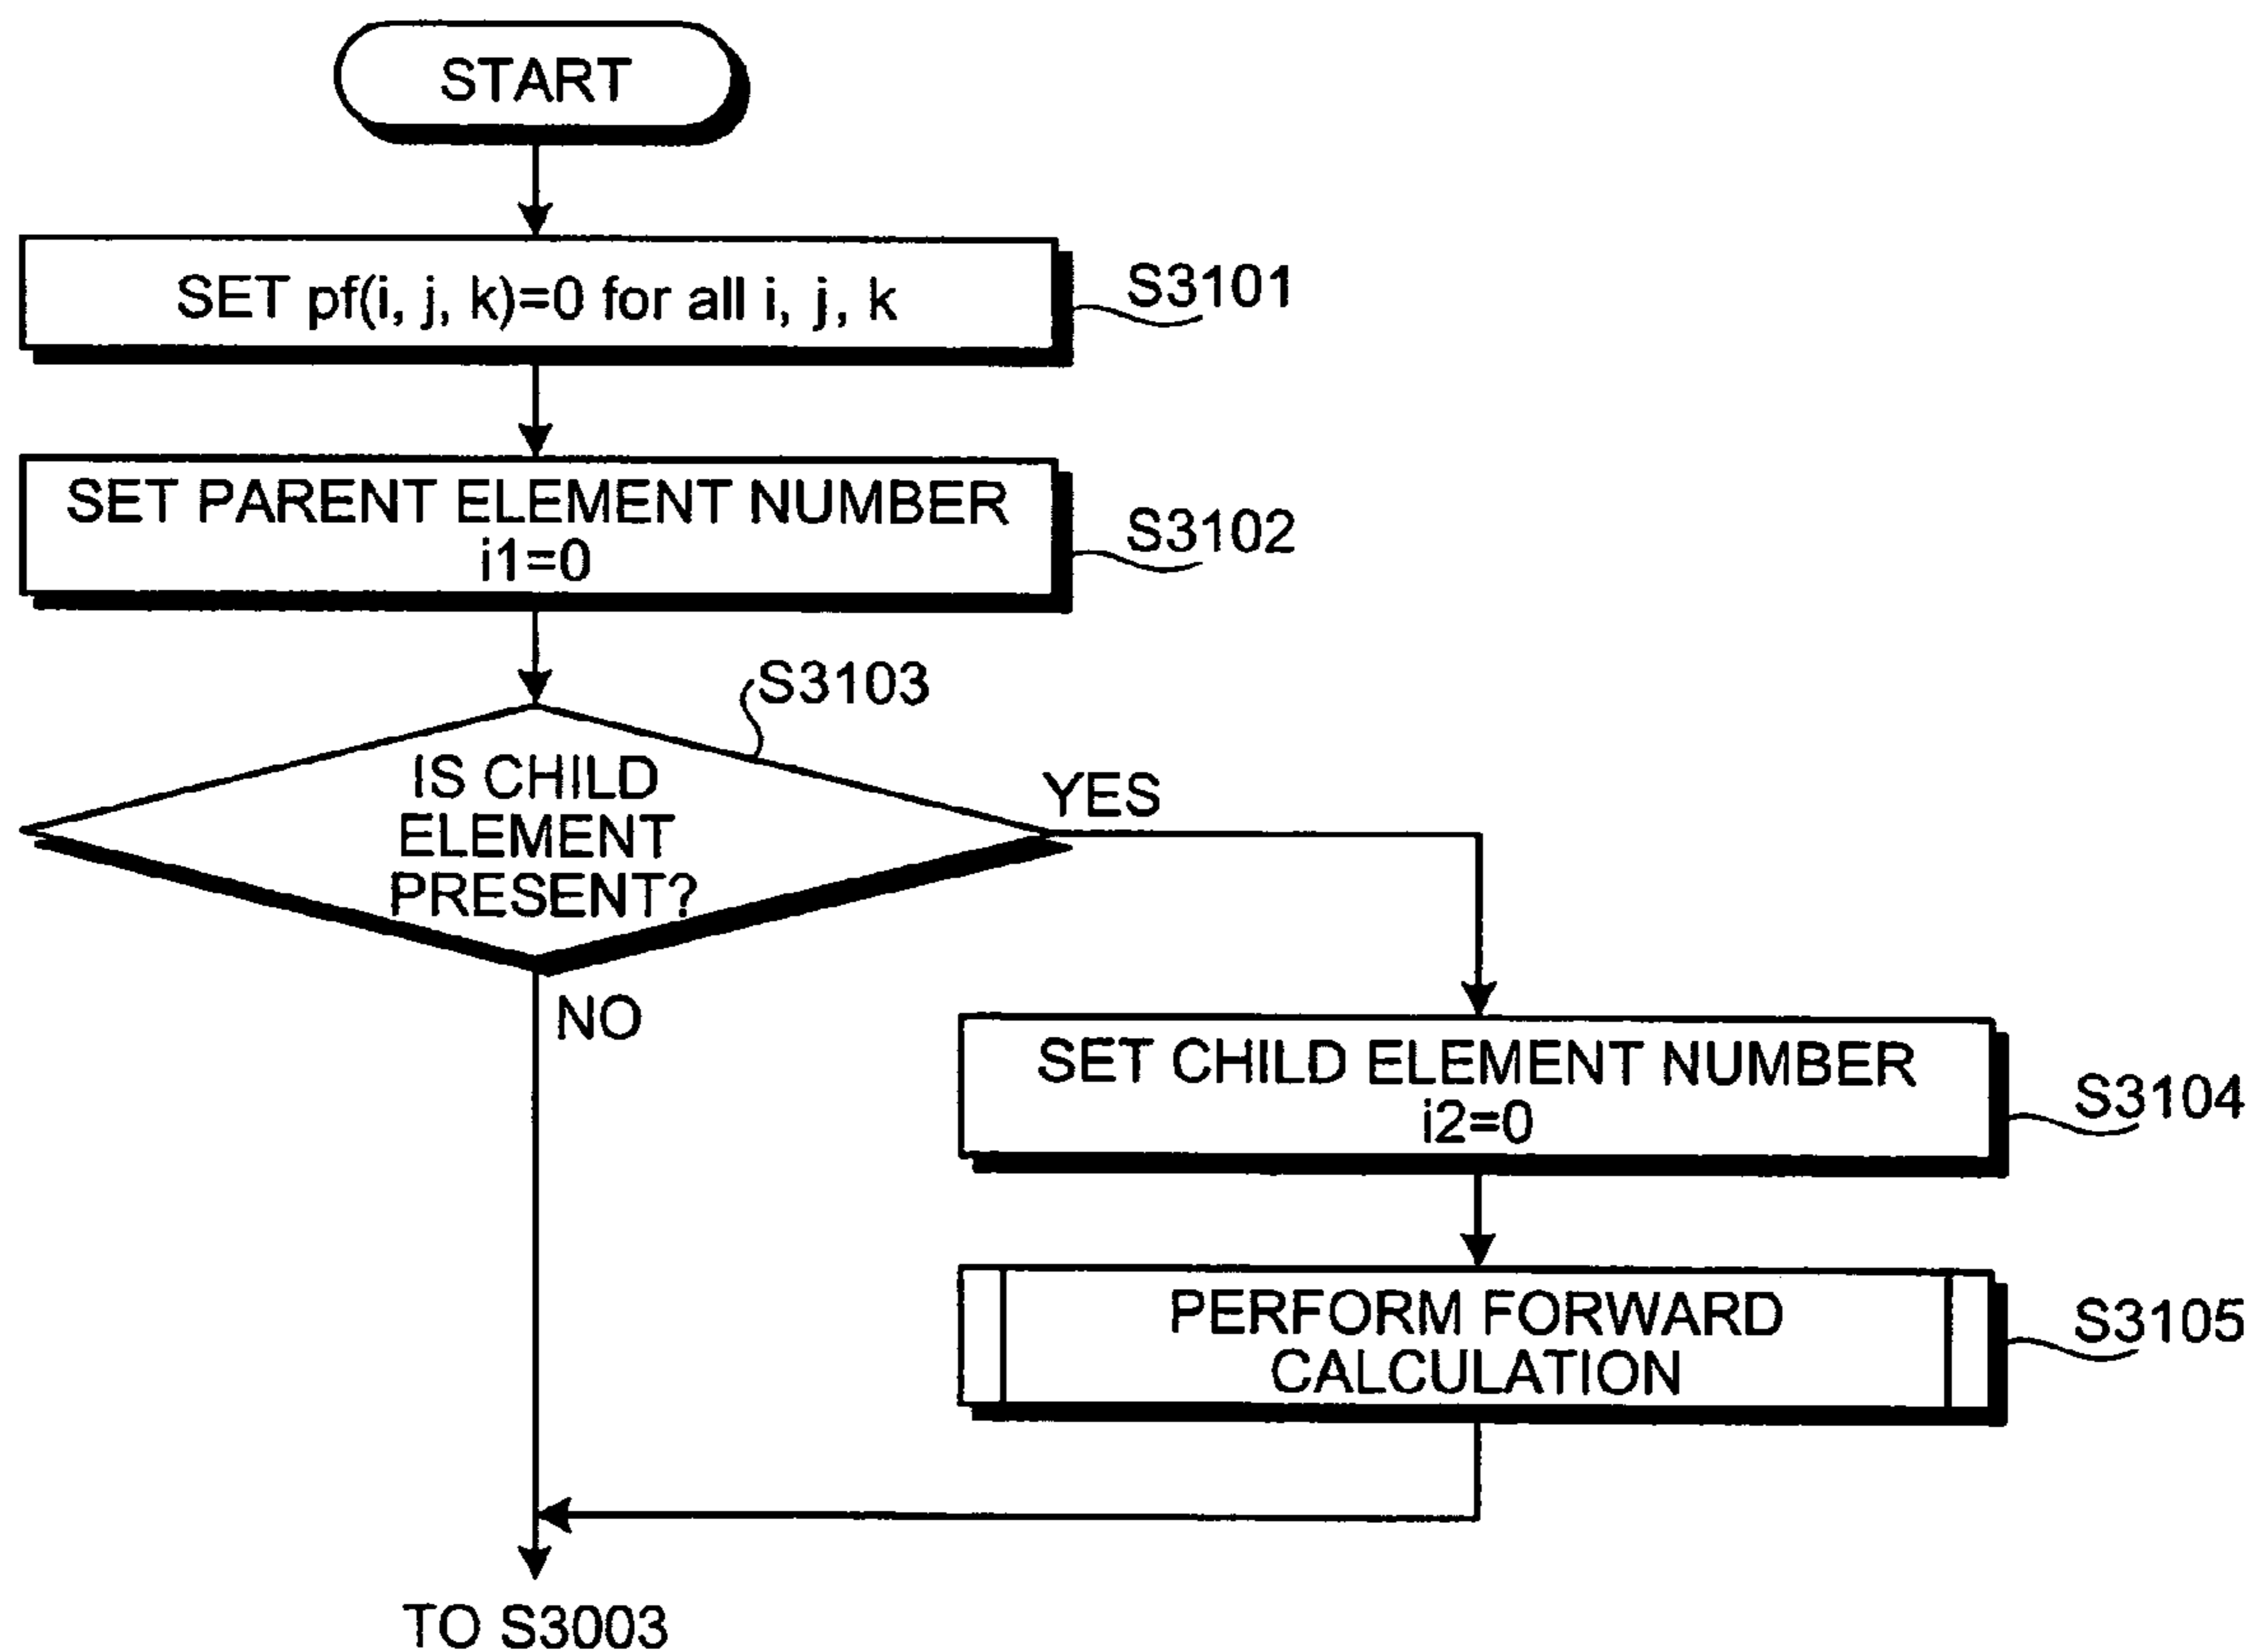 START
SET pf(i, j, k)=0 for all i, j, k
S3101
SET PARENT ELEMENT NUMBER
i1=0
S3102
S3103
IS CHILD
ELEMENT
PRESENT?
YES
NO
SET CHILD ELEMENT NUMBER
i2=0
S3104
PERFORM FORWARD
CALCULATION
S3105
TO S3003